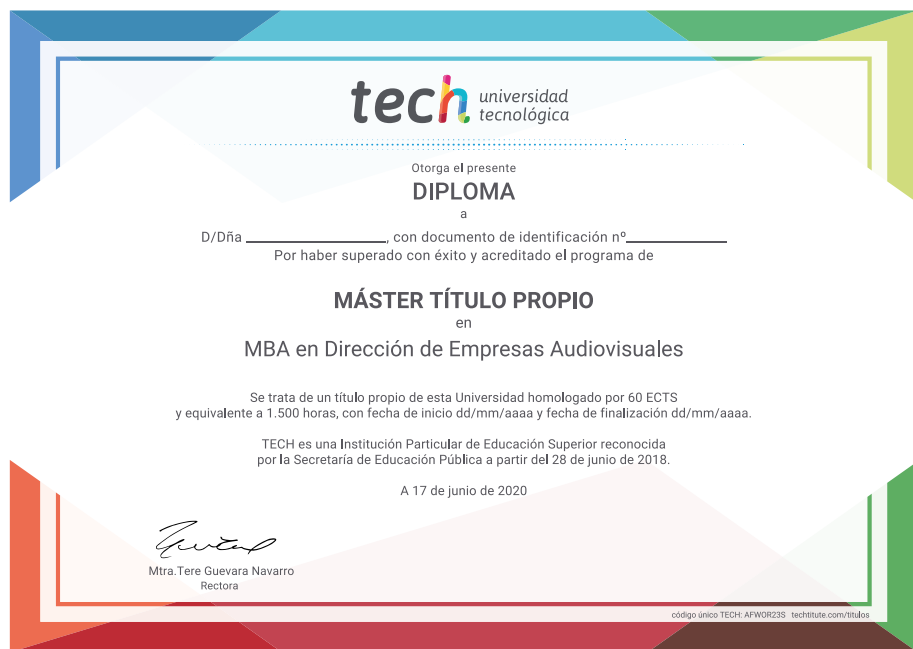 tech universidad
tecnológica
Otorga el presente
DIPLOMA
a
D/Dña ______________, con documento de identificación nº__________
Por haber superado con éxito y acreditado el programa de
MÁSTER TÍTULO PROPIO
en
MBA en Dirección de Empresas Audiovisuales
Se trata de un título propio de esta Universidad homologado por 60 ECTS
y equivalente a 1.500 horas, con fecha de inicio dd/mm/aaaa y fecha de finalización dd/mm/aaaa.
TECH es una Institución Particular de Educación Superior reconocida
por la Secretaría de Educación Pública a partir del 28 de junio de 2018.
A 17 de junio de 2020
Mtra.Tere Guevara Navarro
Rectora
código único TECH: AFWOR23S techtitute.com/titulos